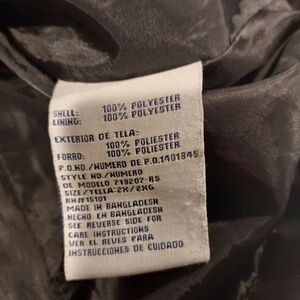 SHELL: 100% POLYESTER
LINING: 100% POLYESTER
EXTERIOR DE TELA:
100% POLIESTER
FORRO: 100% POLIESTER
P.O.NO./NUMERO DE P.O.1401845
STYLE NO./NUMERO
DE MODELO 719207-RS
SIZE/TELLA:2X/2XG
RN#15101
MADE IN BANGLADESH
HECHO EN BANGLADESH
SEE REVERSE SIDE FOR
CARE INSTRUCTIONS
VER EL REVES PARA
INSTRUCCIONES DE CUIDADO